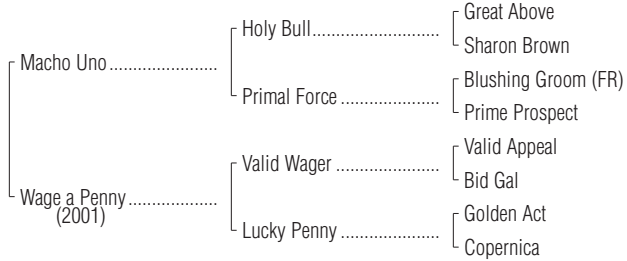 Great Above
Holy Bull..........................
Sharon Brown
Macho Uno......................
Blushing Groom (FR)
Primal Force ....................
Prime Prospect
Valid Appeal
Valid Wager .....................
Bid Gal
Wage a Penny..................
(2001)
Golden Act
Lucky Penny ....................
Copernica